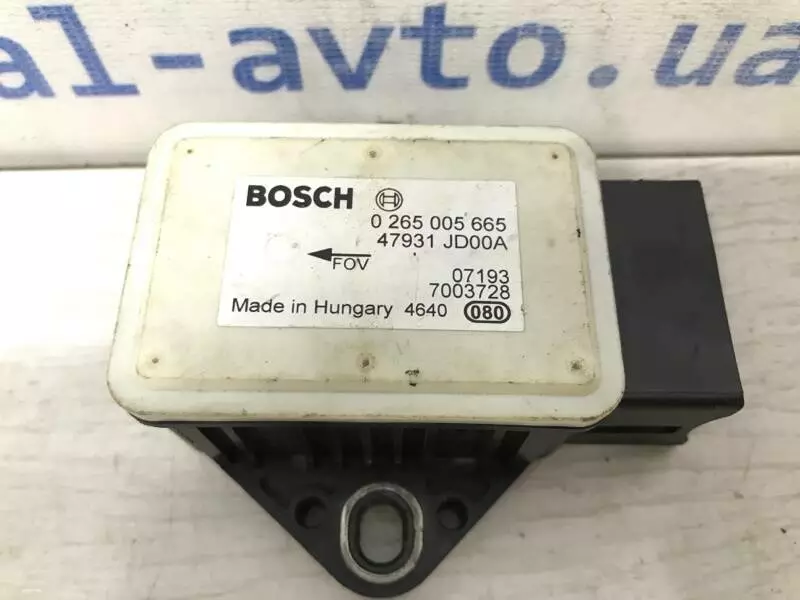 al-avto.ua
BOSCH
0 265 005 665
47931 JD00A
FOV
07193
7003728
Made in Hungary 4640 080